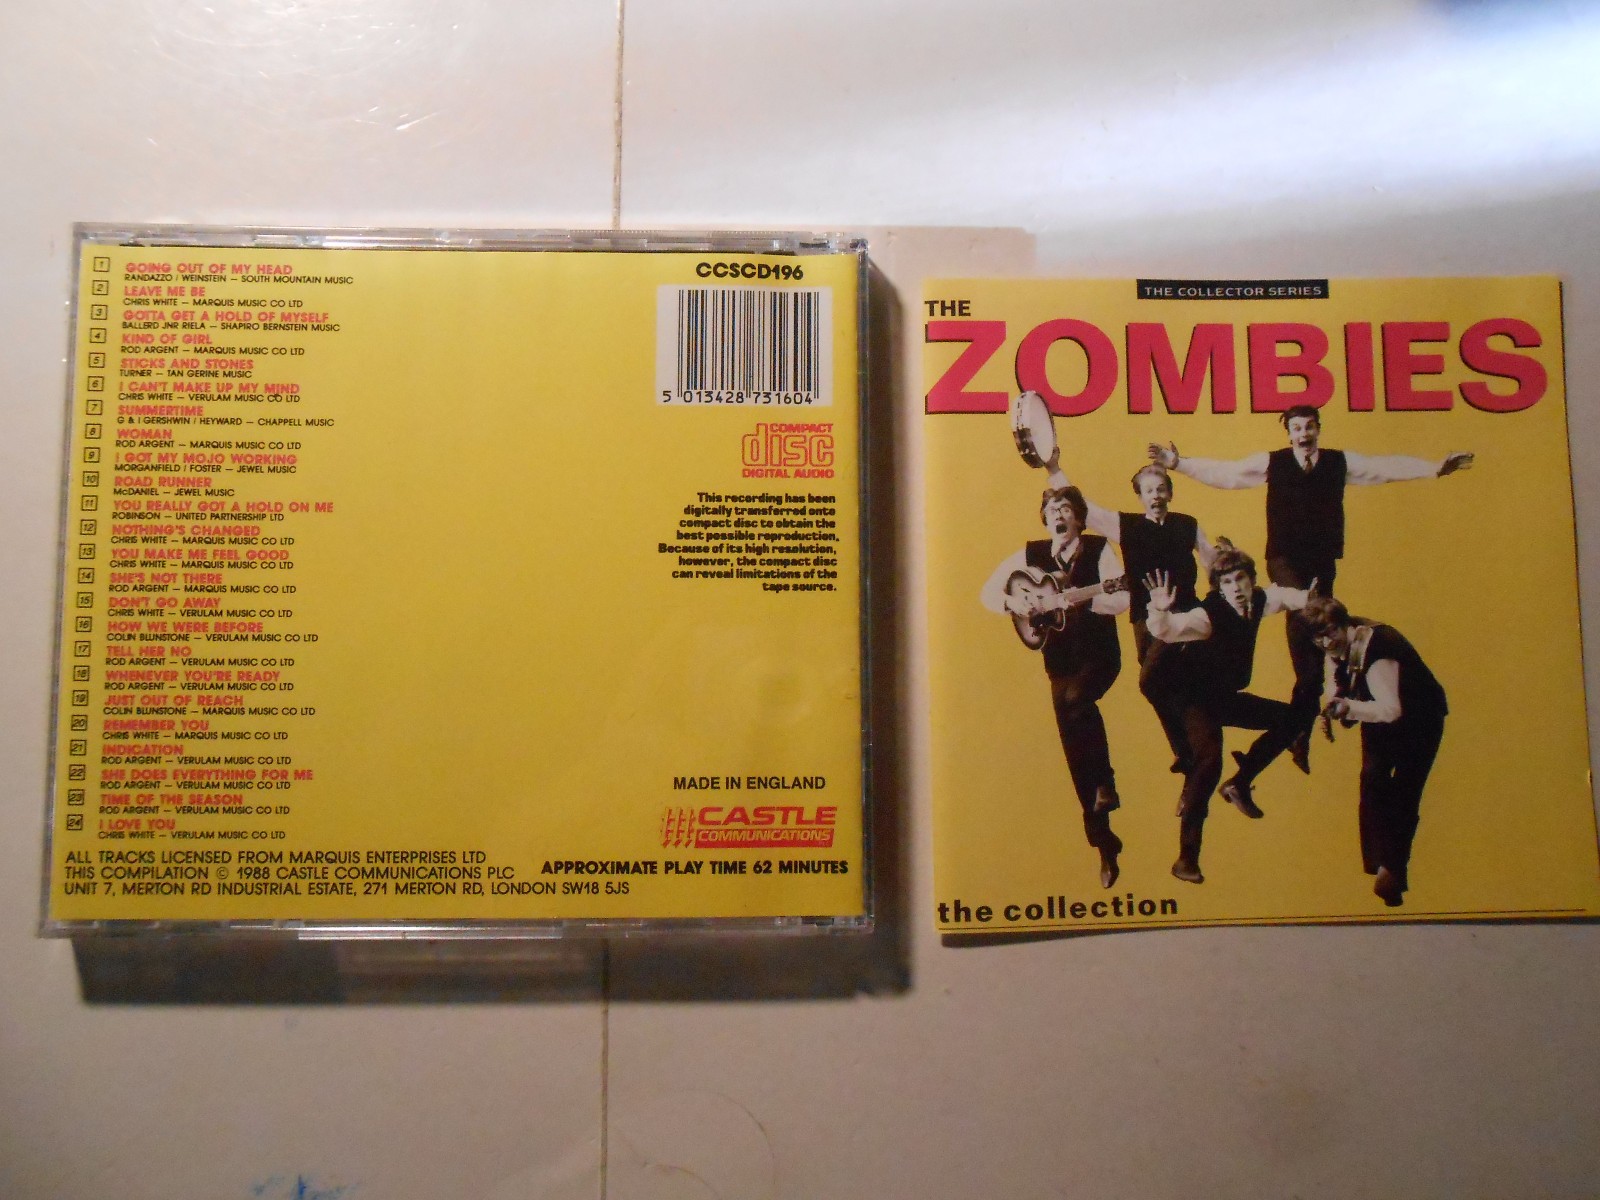 1 GOING OUT OF MY HEAD
RANDAZZO / WEINSTEIN — SOUTH MOUNTAIN MUSIC
2 LEAVE ME BE
CHRIS WHITE — MARQUIS MUSIC CO LTD
3 GOTTA GET A HOLD OF MYSELF
BALLERD JNR RIELA — SHAPIRO BERNSTEIN MUSIC
4 KIND OF GIRL
ROD ARGENT — MARQUIS MUSIC CO LTD
5 STICKS AND STONES
TURNER — TAN GERINE MUSIC
6 I CAN'T MAKE UP MY MIND
CHRIS WHITE — VERULAM MUSIC CO LTD
7 SUMMERTIME
G & I GERSHWIN / HEYWARD — CHAPPELL MUSIC
8 WOMAN
ROD ARGENT — MARQUIS MUSIC CO LTD
9 I GOT MY MOJO WORKING
MORGANFIELD / FOSTER — JEWEL MUSIC
10 ROAD RUNNER
McDANIEL — JEWEL MUSIC
11 YOU REALLY GOT A HOLD ON ME
ROBINSON — UNITED PARTNERSHIP LTD
12 NOTHING'S CHANGED
CHRIS WHITE — MARQUIS MUSIC CO LTD
13 YOU MAKE ME FEEL GOOD
CHRIS WHITE — MARQUIS MUSIC CO LTD
14 SHE'S NOT THERE
ROD ARGENT — MARQUIS MUSIC CO LTD
15 DON'T GO AWAY
CHRIS WHITE — VERULAM MUSIC CO LTD
16 HOW WE WERE BEFORE
COLIN BLUNSTONE — VERULAM MUSIC CO LTD
17 TELL HER NO
ROD ARGENT — VERULAM MUSIC CO LTD
18 WHENEVER YOU'RE READY
ROD ARGENT — VERULAM MUSIC CO LTD
19 JUST OUT OF REACH
COLIN BLUNSTONE — MARQUIS MUSIC CO LTD
20 REMEMBER YOU
CHRIS WHITE — MARQUIS MUSIC CO LTD
21 INDICATION
ROD ARGENT — VERULAM MUSIC CO LTD
22 SHE DOES EVERYTHING FOR ME
ROD ARGENT — VERULAM MUSIC CO LTD
23 TIME OF THE SEASON
ROD ARGENT — VERULAM MUSIC CO LTD
24 I LOVE YOU
CHRIS WHITE — VERULAM MUSIC CO LTD
ALL TRACKS LICENSED FROM MARQUIS ENTERPRISES LTD
THIS COMPILATION © 1988 CASTLE COMMUNICATIONS PLC
UNIT 7, MERTON RD INDUSTRIAL ESTATE, 271 MERTON RD, LONDON SW18 5JS
CCSCD196
5 013428 731604
COMPACT
disc
DIGITAL AUDIO
This recording has been
digitally transferred onto
compact disc to obtain the
best possible reproduction.
Because of its high resolution,
however, the compact disc
can reveal limitations of the
tape source.
MADE IN ENGLAND
CASTLE
COMMUNICATIONS
APPROXIMATE PLAY TIME 62 MINUTES
THE COLLECTOR SERIES
THE
ZOMBIES
the collection